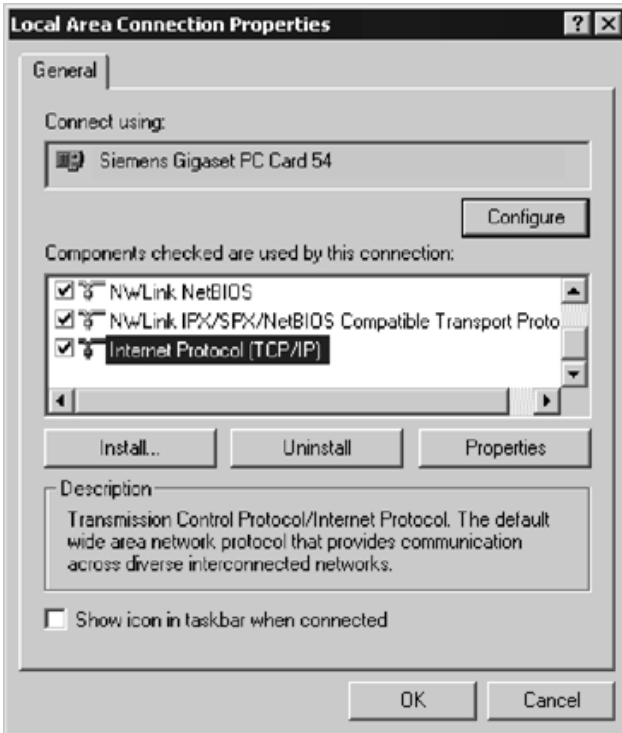 Local Area Connection Properties
General
Connect using:
Siemens Gigaset PC Card 54
Configure
Components checked are used by this connection:
NWLink NetBIOS
NWLink IPX/SPX/NetBIOS Compatible Transport Proto
Internet Protocol (TCP/IP)
Install...
Uninstall
Properties
Description
Transmission Control Protocol/Internet Protocol. The default
wide area network protocol that provides communication
across diverse interconnected networks.
Show icon in taskbar when connected
OK
Cancel